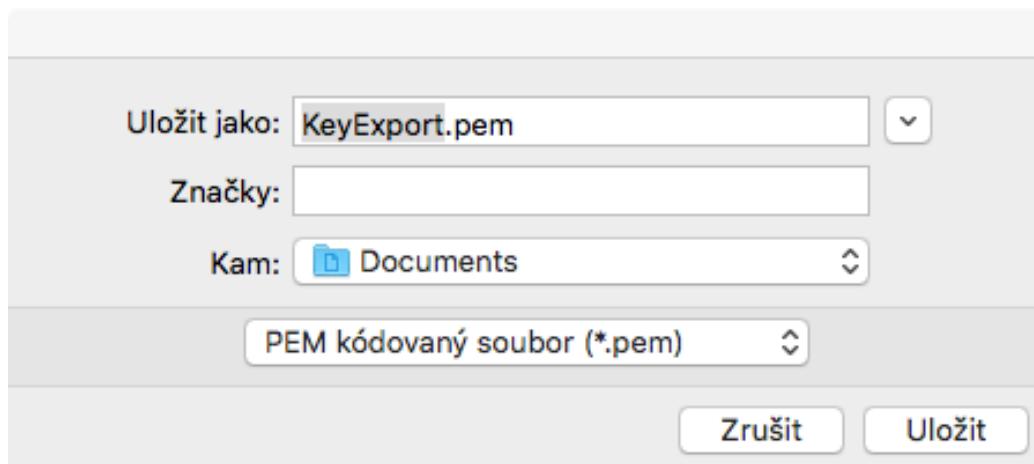 Uložit jako: KeyExport.pem
Značky:
Kam: Documents
PEM kódovaný soubor (*.pem)
Zrušit Uložit